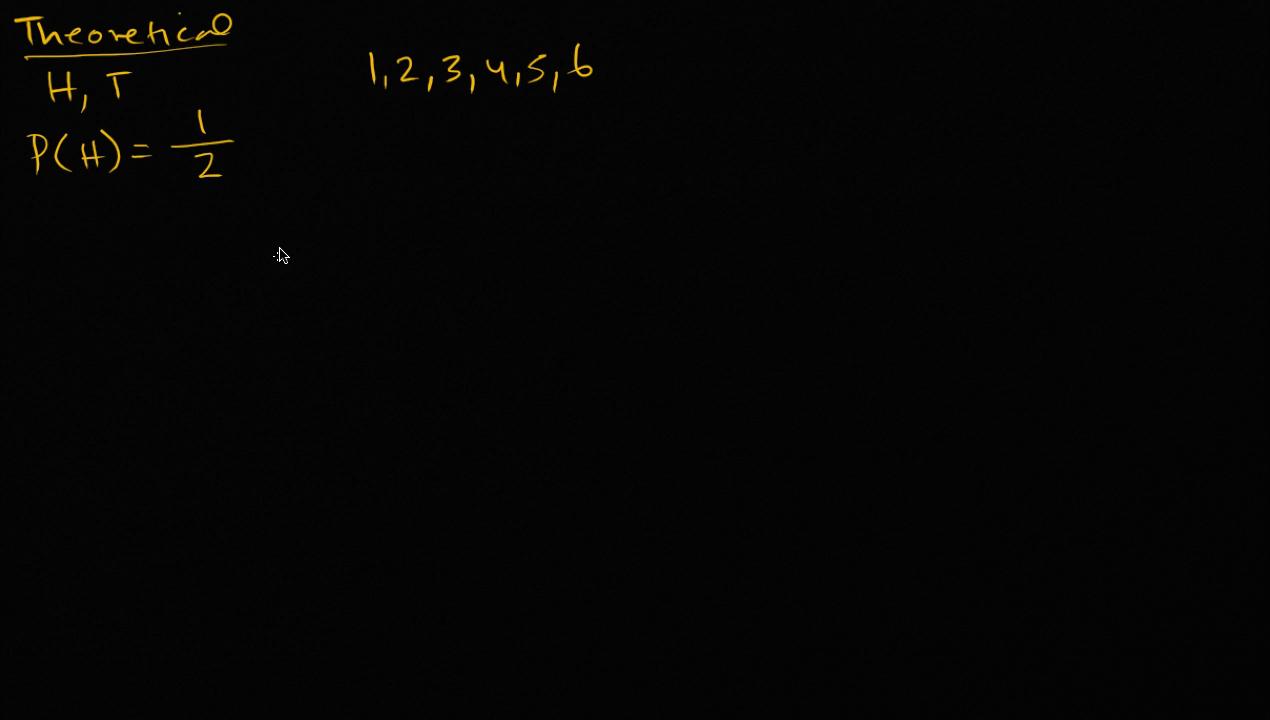 Theoretical
H, T
P(H) = 1/2
1, 2, 3, 4, 5, 6